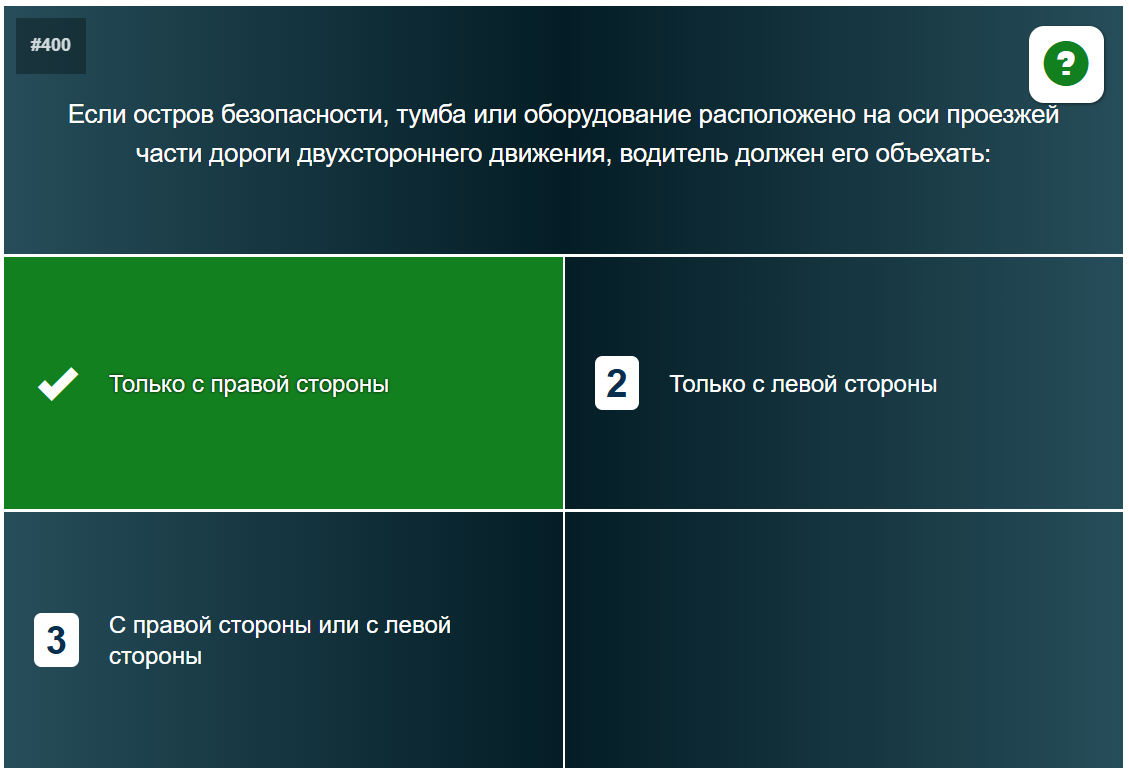 #400
?
Если остров безопасности, тумба или оборудование расположено на оси проезжей
части дороги двухстороннего движения, водитель должен его объехать:
Только с правой стороны
2 Только с левой стороны
3 С правой стороны или с левой
стороны